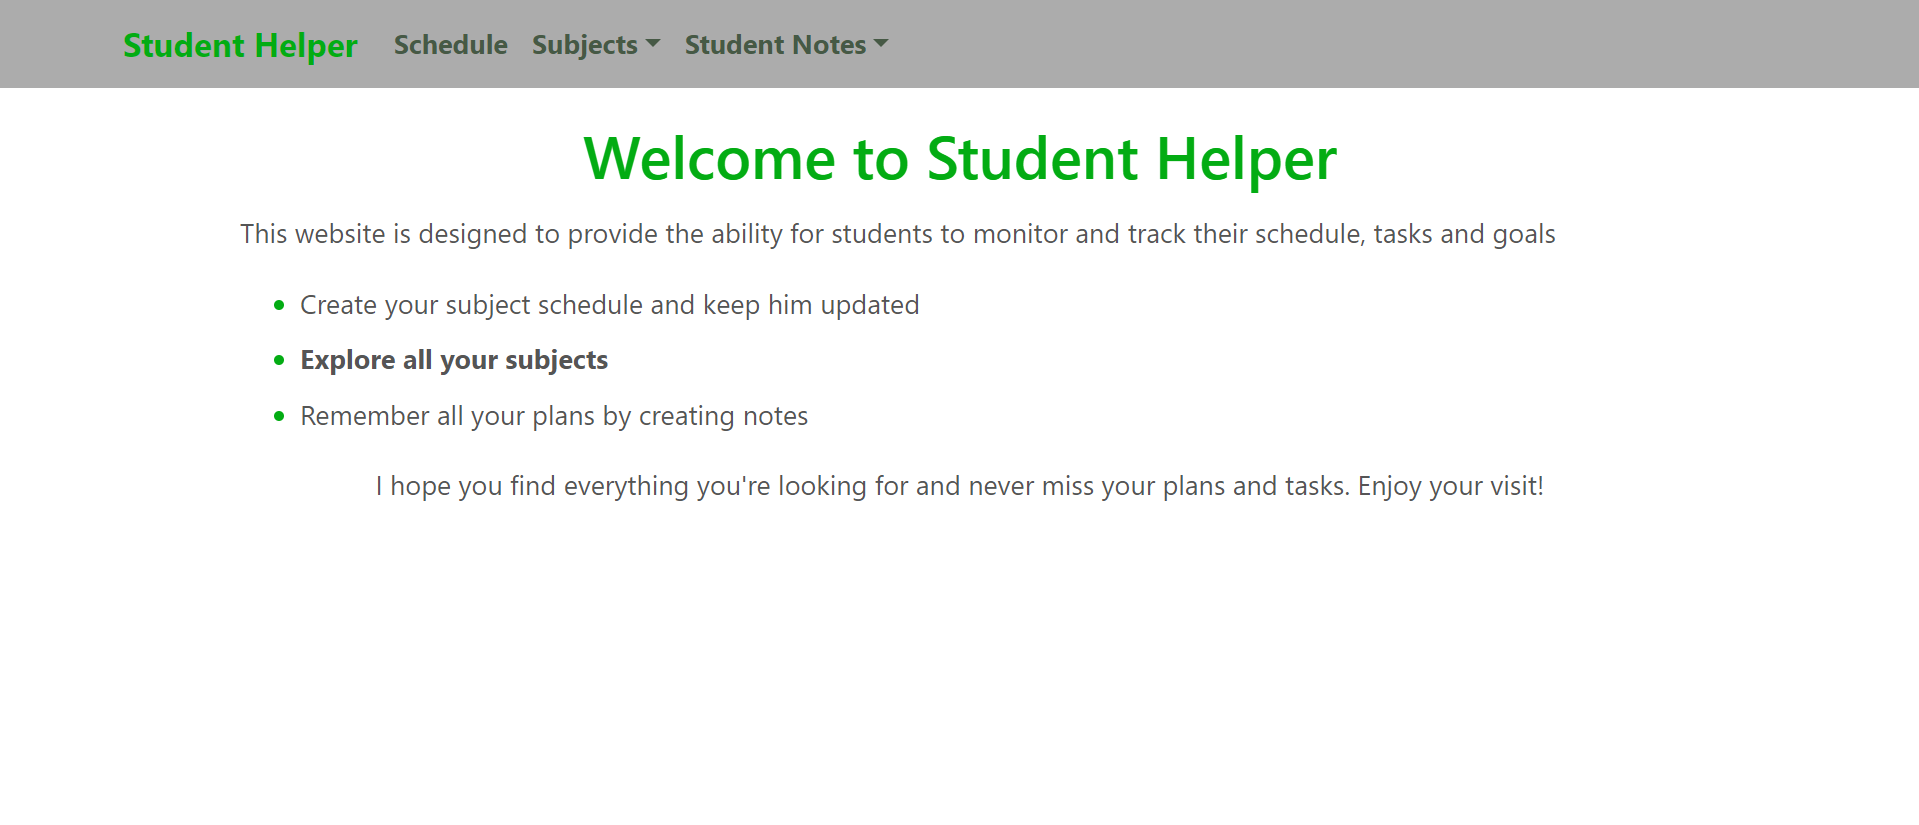 Student Helper Schedule Subjects Student Notes
Welcome to Student Helper
This website is designed to provide the ability for students to monitor and track their schedule, tasks and goals
Create your subject schedule and keep him updated
Explore all your subjects
Remember all your plans by creating notes
I hope you find everything you're looking for and never miss your plans and tasks. Enjoy your visit!